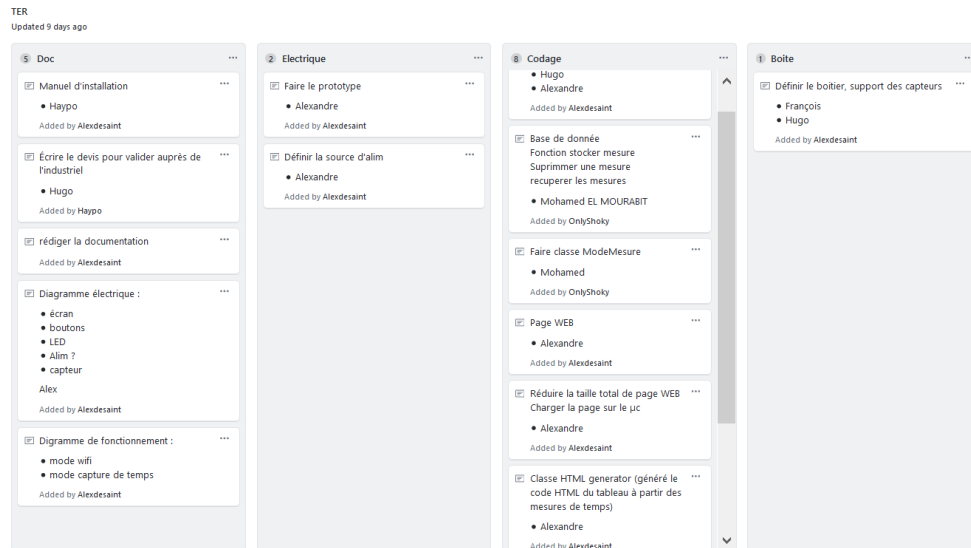 TER
Updated 9 days ago
5 Doc
Manuel d'installation
Haypo
Added by Alexdesaint
Écrire le devis pour valider auprès de
l'industriel
Hugo
Added by Haypo
rédiger la documentation
Added by Alexdesaint
Diagramme électrique :
écran
boutons
LED
Alim ?
capteur
Alex
Added by Alexdesaint
Digramme de fonctionnement :
mode wifi
mode capture de temps
Added by Alexdesaint
2 Electrique
Faire le prototype
Alexandre
Added by Alexdesaint
Définir la source d'alim
Alexandre
Added by Alexdesaint
8 Codage
Hugo
Alexandre
Added by Alexdesaint
Base de donnée
Fonction stocker mesure
Suprimmer une mesure
recuperer les mesures
Mohamed EL MOURABIT
Added by OnlyShoky
Faire classe ModeMesure
Mohamed
Added by OnlyShoky
Page WEB
Alexandre
Added by Alexdesaint
Réduire la taille total de page WEB
Charger la page sur le µc
Alexandre
Added by Alexdesaint
Classe HTML generator (généré le
code HTML du tableau à partir des
mesures de temps)
Alexandre
Added by Alexdesaint
1 Boite
Définir le boitier, support des capteurs
François
Hugo
Added by Alexdesaint